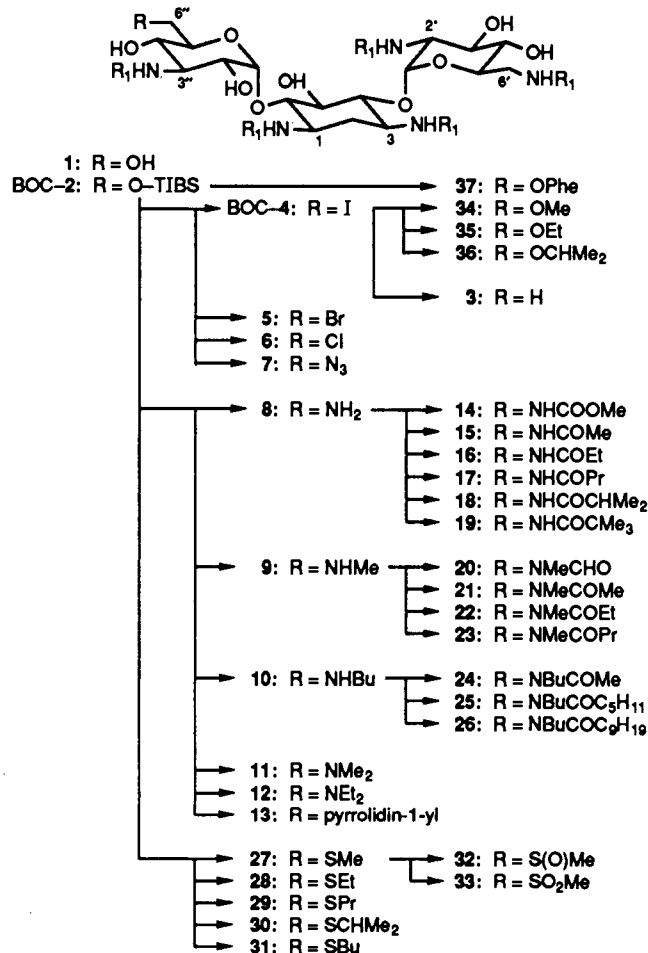 R 6" 2' OH
HO O R₁HN OH
R₁HN 3" HO O HO O 6' NHR₁
O O
R₁HN 1 3 NHR₁
1: R = OH
BOC–2: R = O–TIBS 37: R = OPhe
BOC–4: R = I 34: R = OMe
35: R = OEt
36: R = OCHMe₂
3: R = H
5: R = Br
6: R = Cl
7: R = N₃
8: R = NH₂ 14: R = NHCOOMe
15: R = NHCOMe
16: R = NHCOEt
17: R = NHCOPr
18: R = NHCOCHMe₂
19: R = NHCOCMe₃
9: R = NHMe 20: R = NMeCHO
21: R = NMeCOMe
22: R = NMeCOEt
23: R = NMeCOPr
10: R = NHBu 24: R = NBuCOMe
25: R = NBuCOC₅H₁₁
26: R = NBuCOC₉H₁₉
11: R = NMe₂
12: R = NEt₂
13: R = pyrrolidin-1-yl
27: R = SMe 32: R = S(O)Me
28: R = SEt 33: R = SO₂Me
29: R = SPr
30: R = SCHMe₂
31: R = SBu